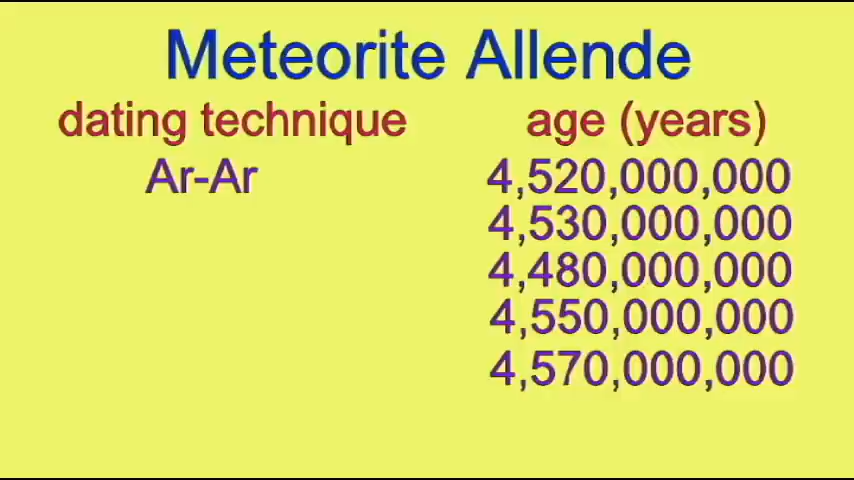 Meteorite Allende
dating technique age (years)
Ar-Ar 4,520,000,000
4,530,000,000
4,480,000,000
4,550,000,000
4,570,000,000